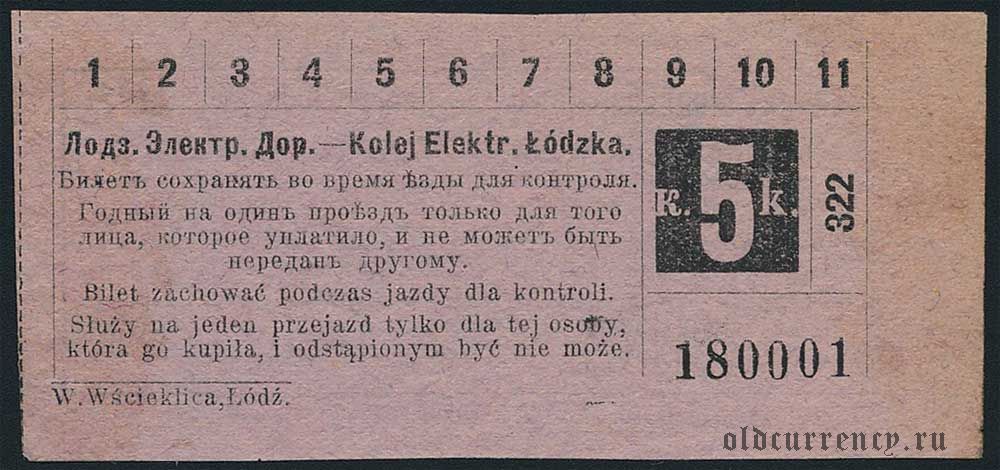 1 2 3 4 5 6 7 8 9 10 11
Лодз. Электр. Дор.—Kolej Elektr. Łódzka.
Билетъ сохранять во время ѣзды для контроля.
Годный на одинъ проѣздъ только для того
лица, которое уплатило, и не можетъ быть
переданъ другому.
Bilet zachować podczas jazdy dla kontroli.
Służy na jeden przejazd tylko dla tej osoby,
która go kupiła, i odstąpionym być nie może.
W. Wścieklica, Łódź.
к. 5 k.
322
180001
oldcurrency.ru